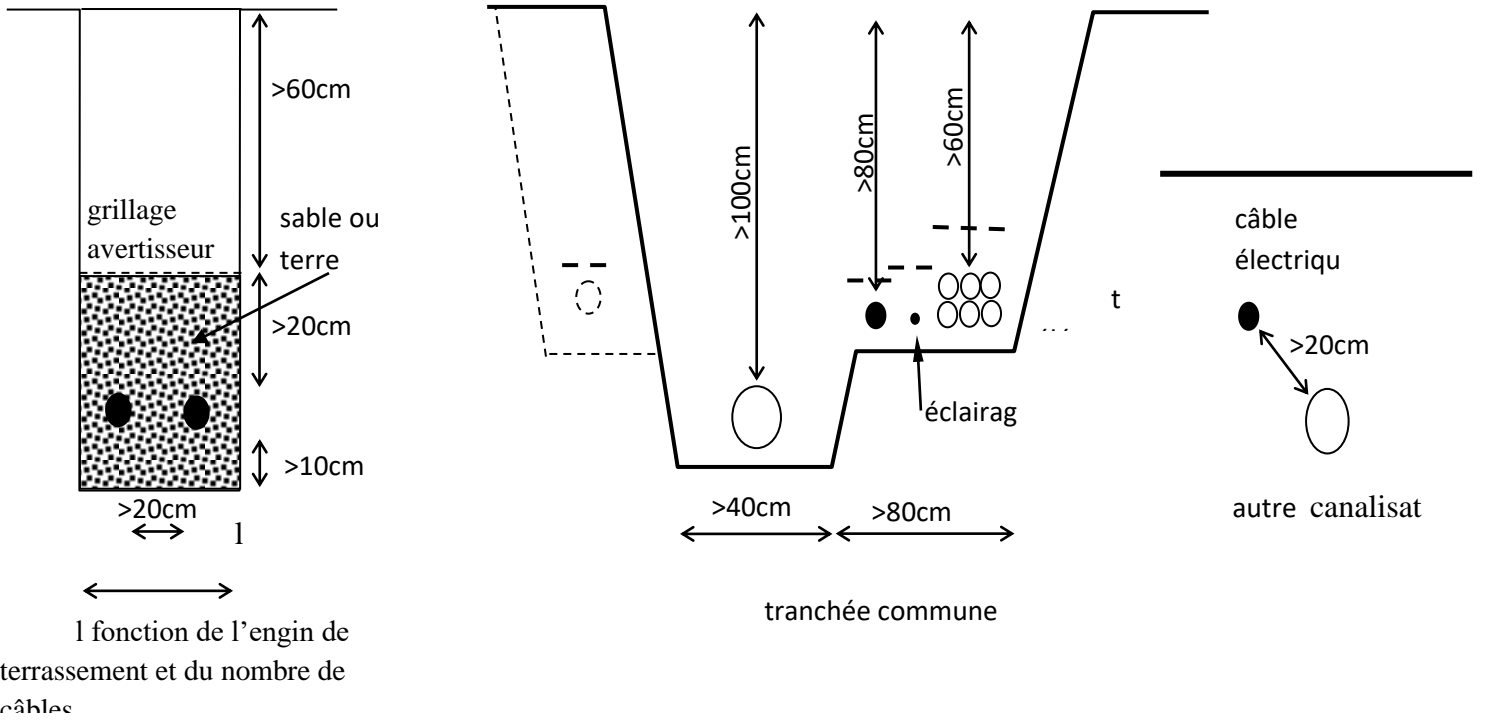 >60cm
grillage
avertisseur
sable ou
terre
>20cm
>10cm
>20cm
l
l fonction de l’engin de
terrassement et du nombre de
câbles
>100cm
>80cm
>60cm
éclairag
>40cm
>80cm
tranchée commune
t
câble
électriqu
>20cm
autre canalisat